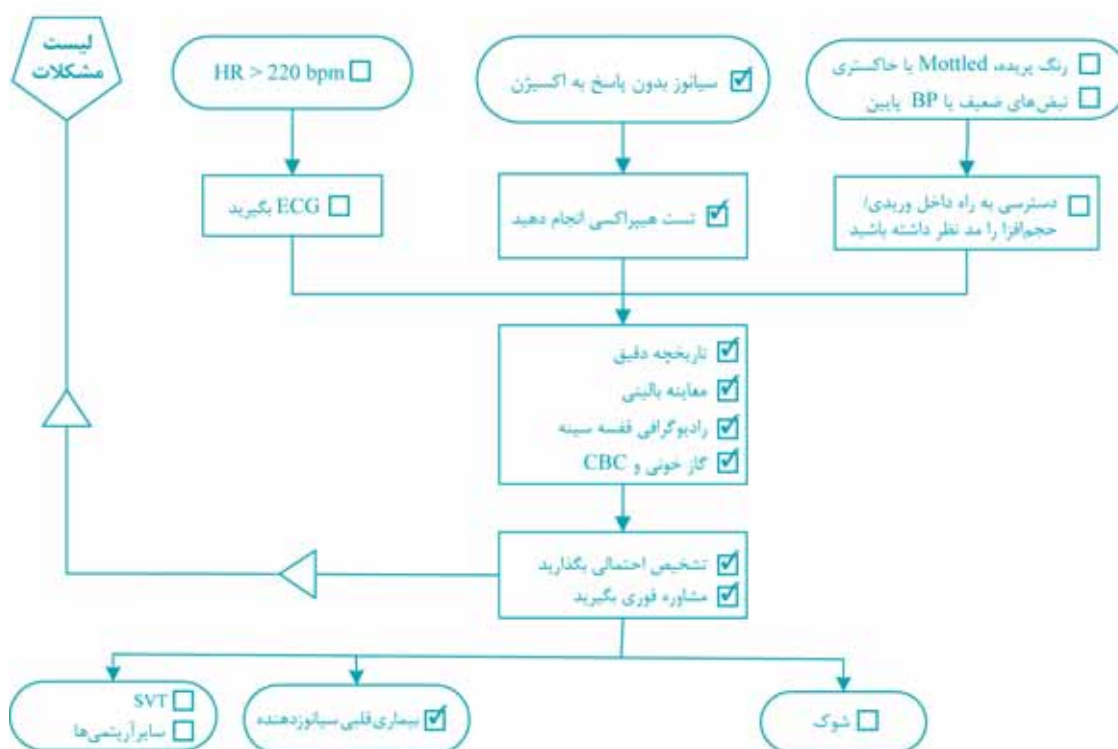 لیست
مشکلات
رنگ پریده، Mottled یا خاکستری
نبض‌های ضعیف یا BP پایین
سیانوز بدون پاسخ به اکسیژن
HR > 220 bpm
دسترسی به راه داخل وریدی/
حجم‌افزا را مد نظر داشته باشید
تست هیپراکسی انجام دهید
ECG بگیرید
تاریخچه دقیق
معاینه بالینی
رادیوگرافی قفسه سینه
گاز خونی و CBC
تشخیص احتمالی بگذارید
مشاوره فوری بگیرید
شوک
بیماری قلبی سیانوزدهنده
SVT
سایر آریتمی‌ها